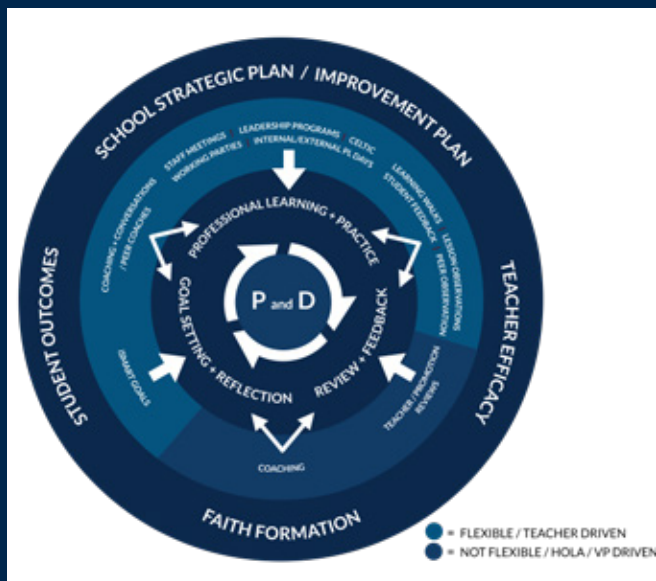 SCHOOL STRATEGIC PLAN / IMPROVEMENT PLAN
TEACHER EFFICACY
FAITH FORMATION
STUDENT OUTCOMES
COACHING + CONVERSATIONS
/ PEER COACHES
STAFF MEETINGS / LEADERSHIP PROGRAMS / CELTIC
WORKING PARTIES / INTERNAL/EXTERNAL PL DAYS
LEARNING WALKS / LESSON OBSERVATIONS
STUDENT FEEDBACK / PEER OBSERVATION
TEACHER / PROMOTION
REVIEWS
COACHING
ISMART GOALS
PROFESSIONAL LEARNING + PRACTICE
REVIEW + FEEDBACK
GOAL SETTING + REFLECTION
P and D
= FLEXIBLE / TEACHER DRIVEN
= NOT FLEXIBLE / HOLA / VP DRIVEN